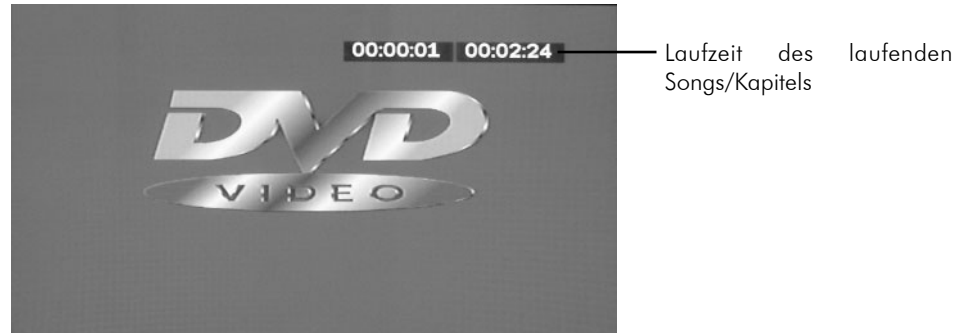 00:00:01 00:02:24
Laufzeit des laufenden
Songs/Kapitels
DVD
VIDEO